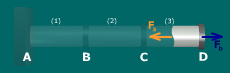 (1) (2) (3)
F
F
A B C D